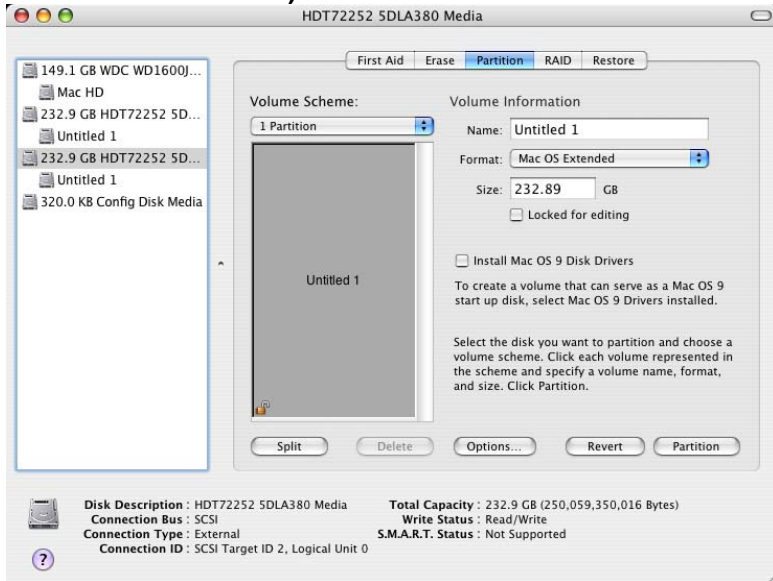 HDT72252 5DLA380 Media
149.1 GB WDC WD1600J...
Mac HD
232.9 GB HDT72252 5D...
Untitled 1
232.9 GB HDT72252 5D...
Untitled 1
320.0 KB Config Disk Media
First Aid Erase Partition RAID Restore
Volume Scheme:
1 Partition
Untitled 1
Volume Information
Name: Untitled 1
Format: Mac OS Extended
Size: 232.89 GB
Locked for editing
Install Mac OS 9 Disk Drivers
To create a volume that can serve as a Mac OS 9
start up disk, select Mac OS 9 Drivers installed.
Select the disk you want to partition and choose a
volume scheme. Click each volume represented in
the scheme and specify a volume name, format,
and size. Click Partition.
Split Delete Options... Revert Partition
Disk Description : HDT72252 5DLA380 Media
Connection Bus : SCSI
Connection Type : External
Connection ID : SCSI Target ID 2, Logical Unit 0
Total Capacity : 232.9 GB (250,059,350,016 Bytes)
Write Status : Read/Write
S.M.A.R.T. Status : Not Supported
?